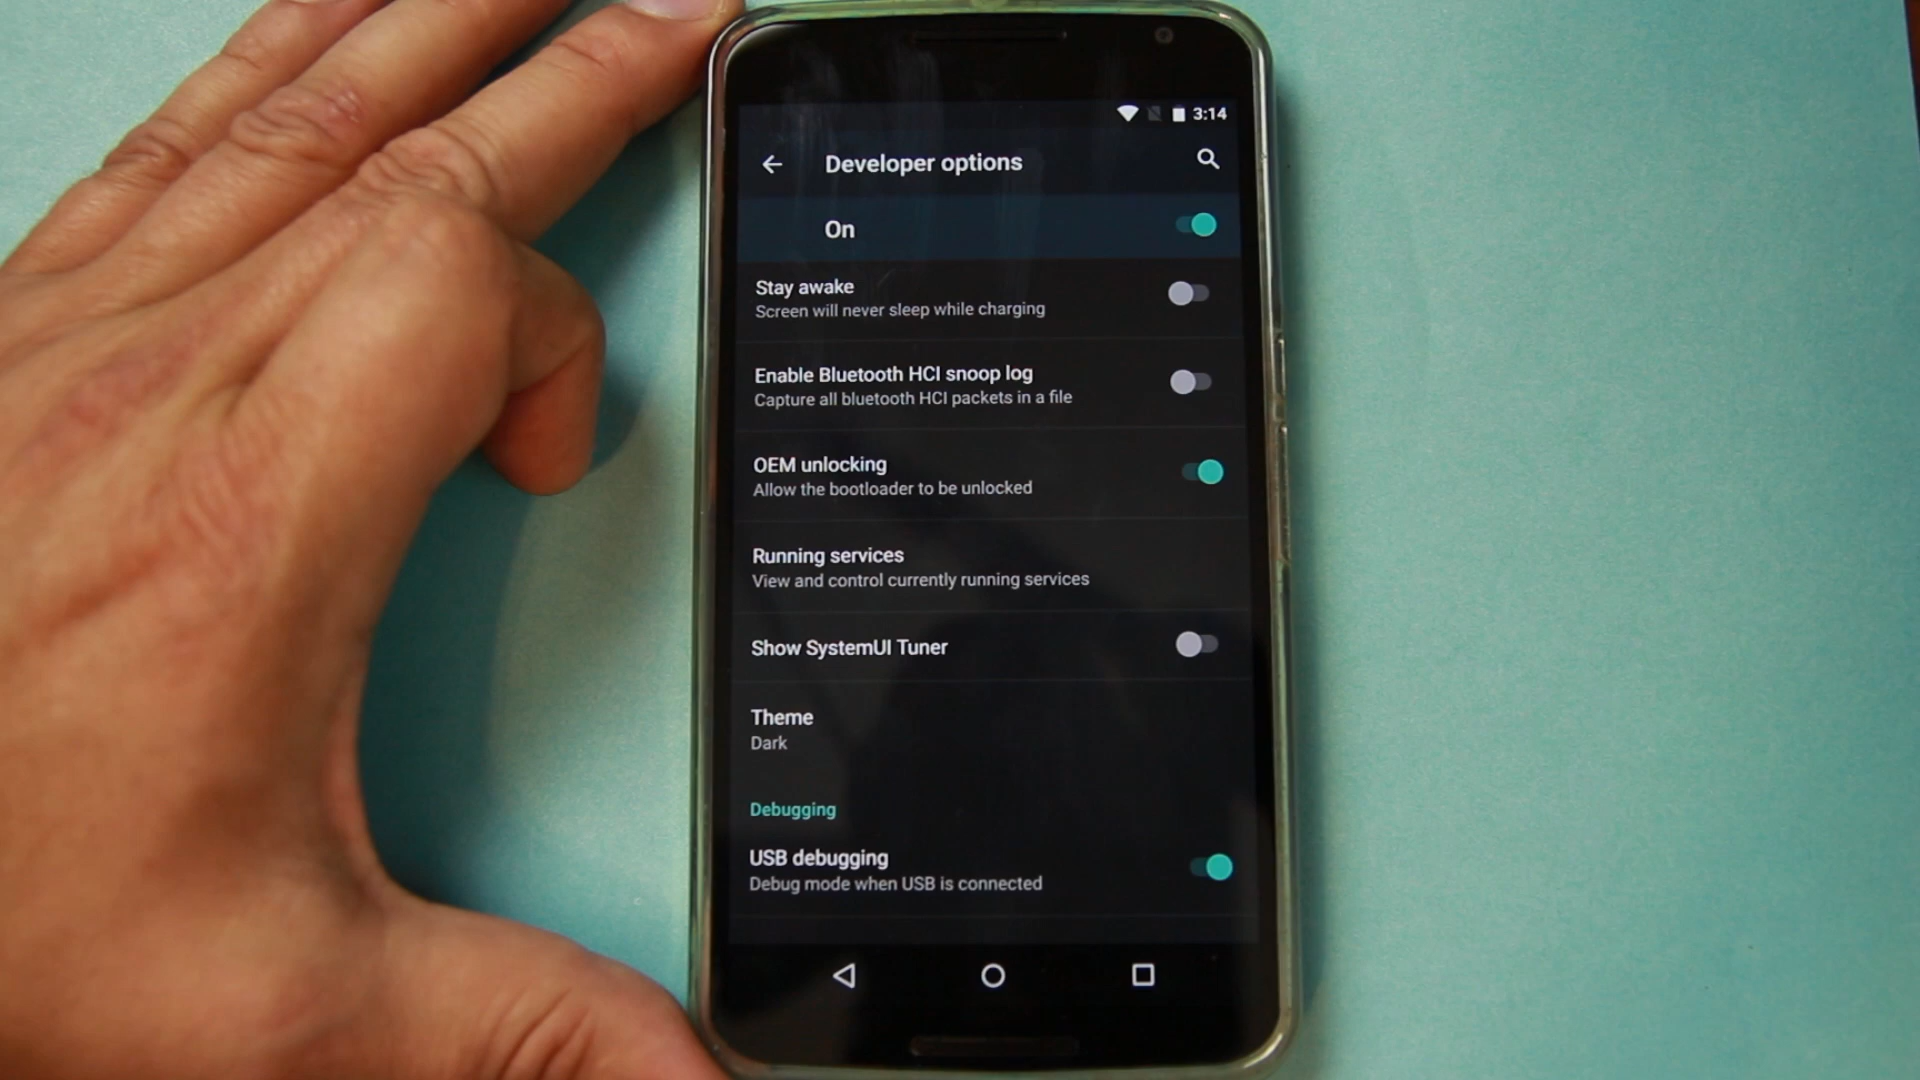 3:14
Developer options
On
Stay awake
Screen will never sleep while charging
Enable Bluetooth HCI snoop log
Capture all bluetooth HCI packets in a file
OEM unlocking
Allow the bootloader to be unlocked
Running services
View and control currently running services
Show SystemUI Tuner
Theme
Dark
Debugging
USB debugging
Debug mode when USB is connected